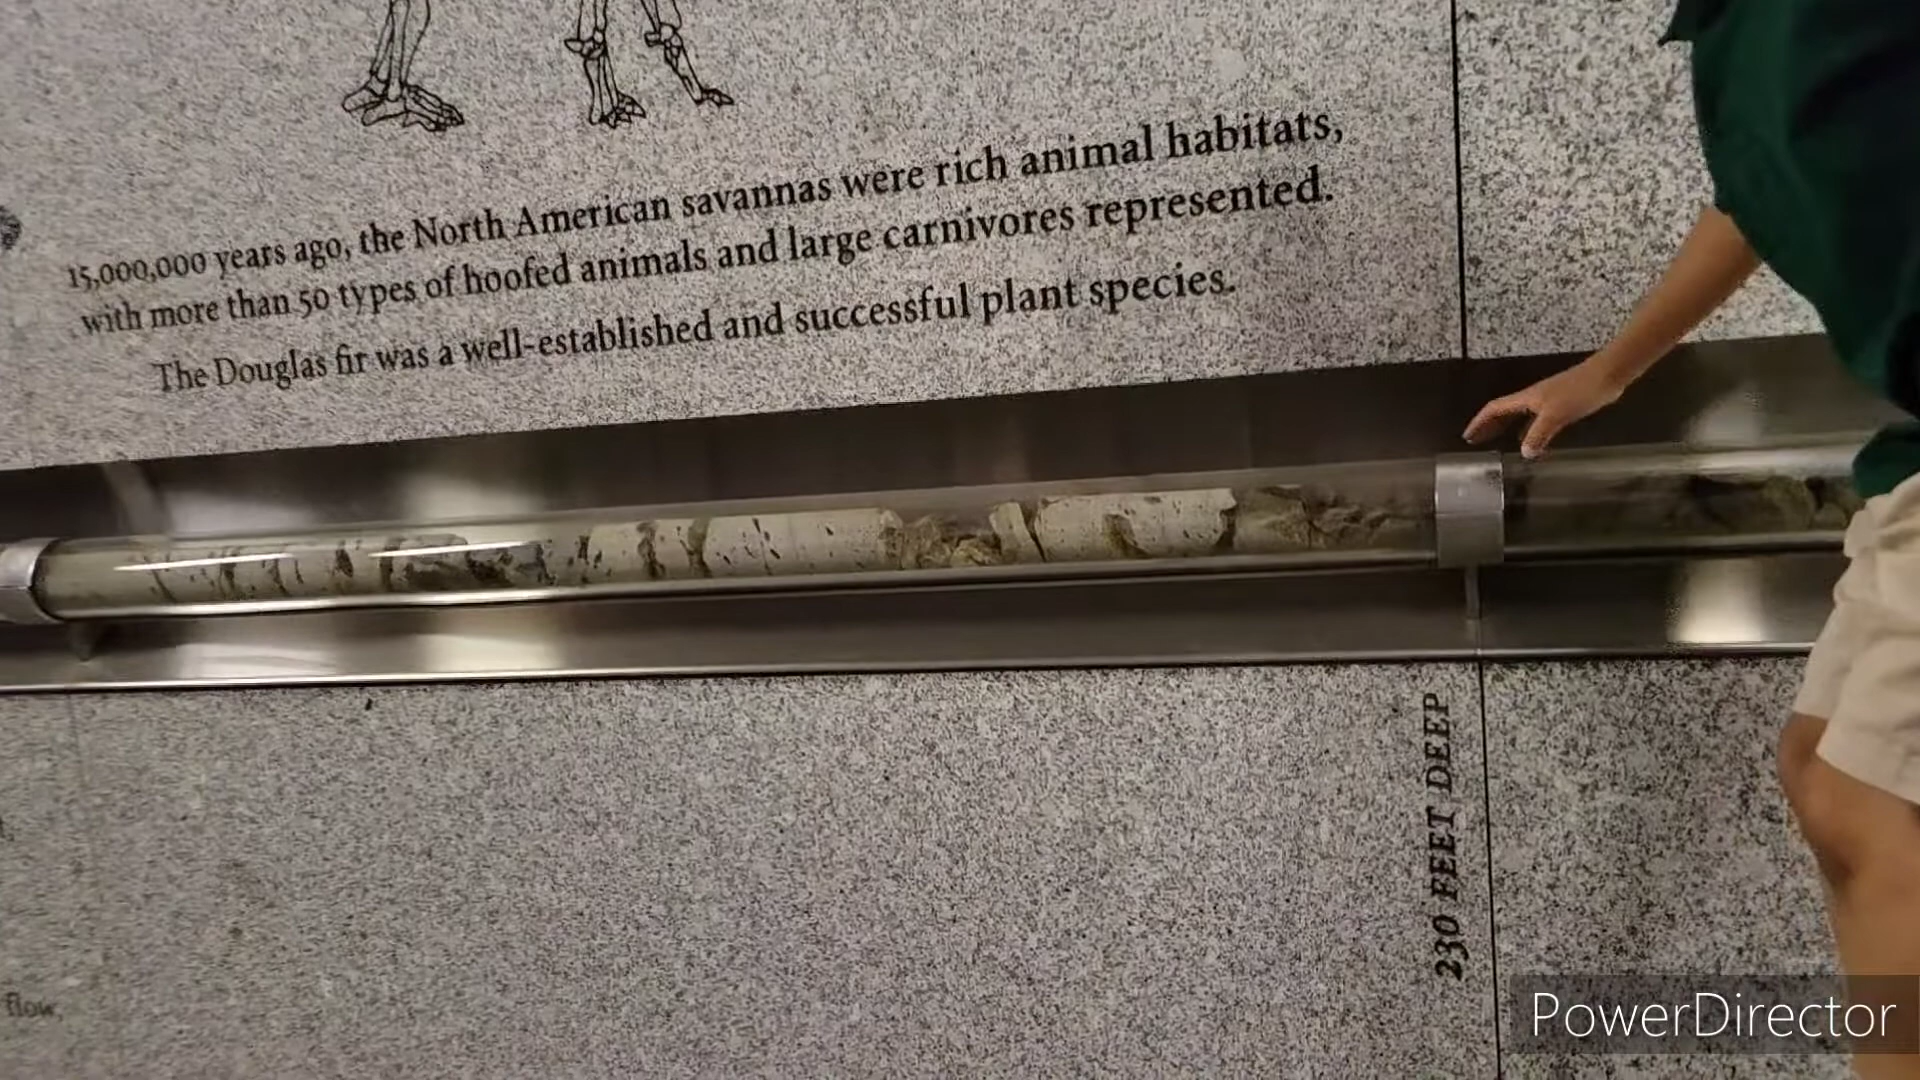 15,000,000 years ago, the North American savannas were rich animal habitats,
with more than 50 types of hoofed animals and large carnivores represented.
The Douglas fir was a well-established and successful plant species.
230 FEET DEEP
flow,
PowerDirector